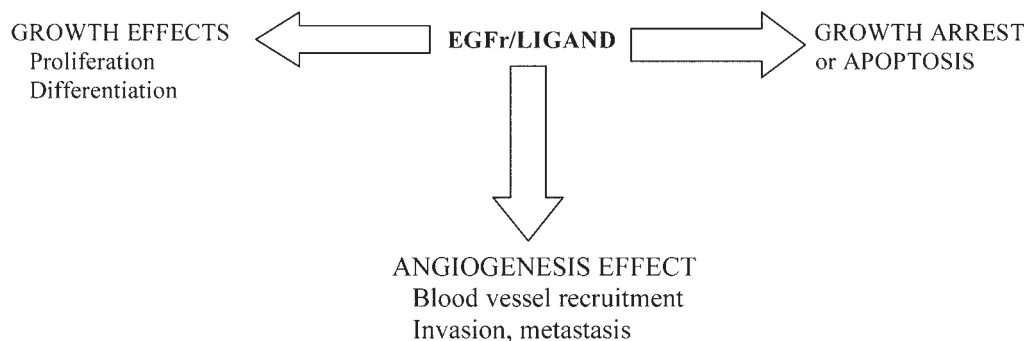 GROWTH EFFECTS
Proliferation
Differentiation
EGFr/LIGAND
GROWTH ARREST
or APOPTOSIS
ANGIOGENESIS EFFECT
Blood vessel recruitment
Invasion, metastasis